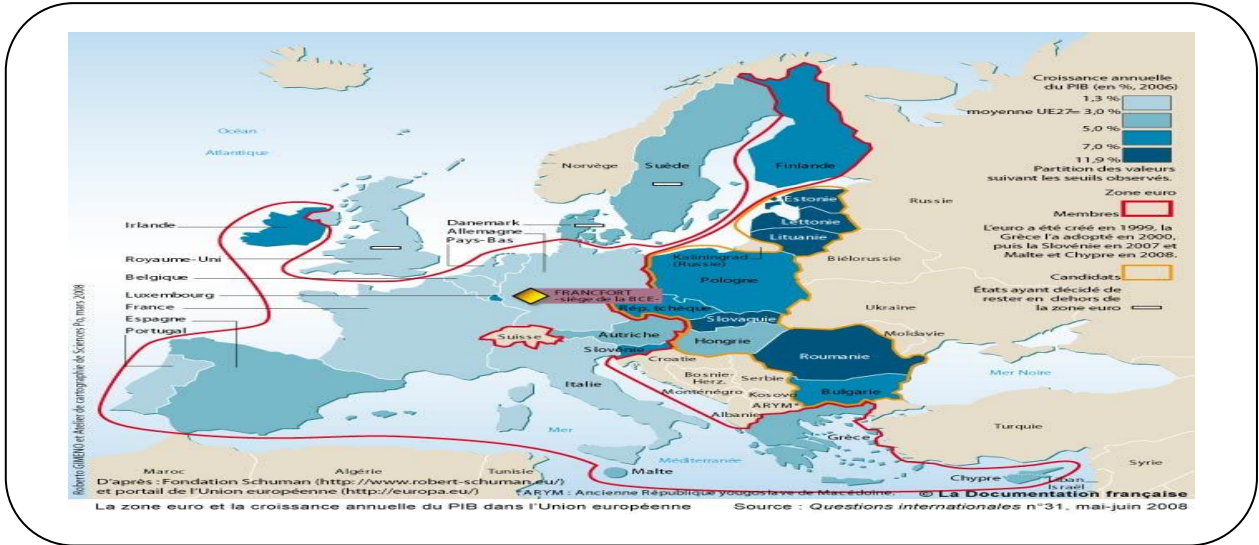 Croissance annuelle
du PIB (en %, 2006)
1,3 %
moyenne UE27= 3,0 %
5,0 %
7,0 %
11,9 %
Partition des valeurs
suivant les seuils observés.
Zone euro
Membres
L'euro a été créé en 1999, la
Grèce l'a adopté en 2000,
puis la Slovénie en 2007 et
Malte et Chypre en 2008.
Candidats
États ayant décidé de
rester en dehors de
la zone euro
Océan
Atlantique
Norvège
Suède
Finlande
Russie
Estonie
Lettonie
Lituanie
Kaliningrad
(Russie)
Biélorussie
Irlande
Royaume-Uni
Belgique
Luxembourg
France
Espagne
Portugal
Danemark
Allemagne
Pays-Bas
FRANCFORT
-siège de la BCE-
Pologne
Rép. tchèque
Slovaquie
Ukraine
Moldavie
Suisse
Autriche
Hongrie
Slovénie
Roumanie
Croatie
Italie
Bosnie-
Herz.
Serbie
Monténégro
Kosovo
Bulgarie
ARYM*
Albanie
Mer Noire
Mer
Méditerranée
Grèce
Turquie
Maroc
Algérie
Tunisie
Malte
Chypre
Syrie
Liban
Israël
Roberto GIMENO et Atelier de cartographie de Sciences Po, mars 2008
D'après : Fondation Schuman (http://www.robert-schuman.eu/)
et portail de l'Union européenne (http://europa.eu/)
*ARYM : Ancienne République yougoslave de Macédoine.
© La Documentation française
La zone euro et la croissance annuelle du PIB dans l'Union européenne
Source : Questions internationales n°31, mai-juin 2008